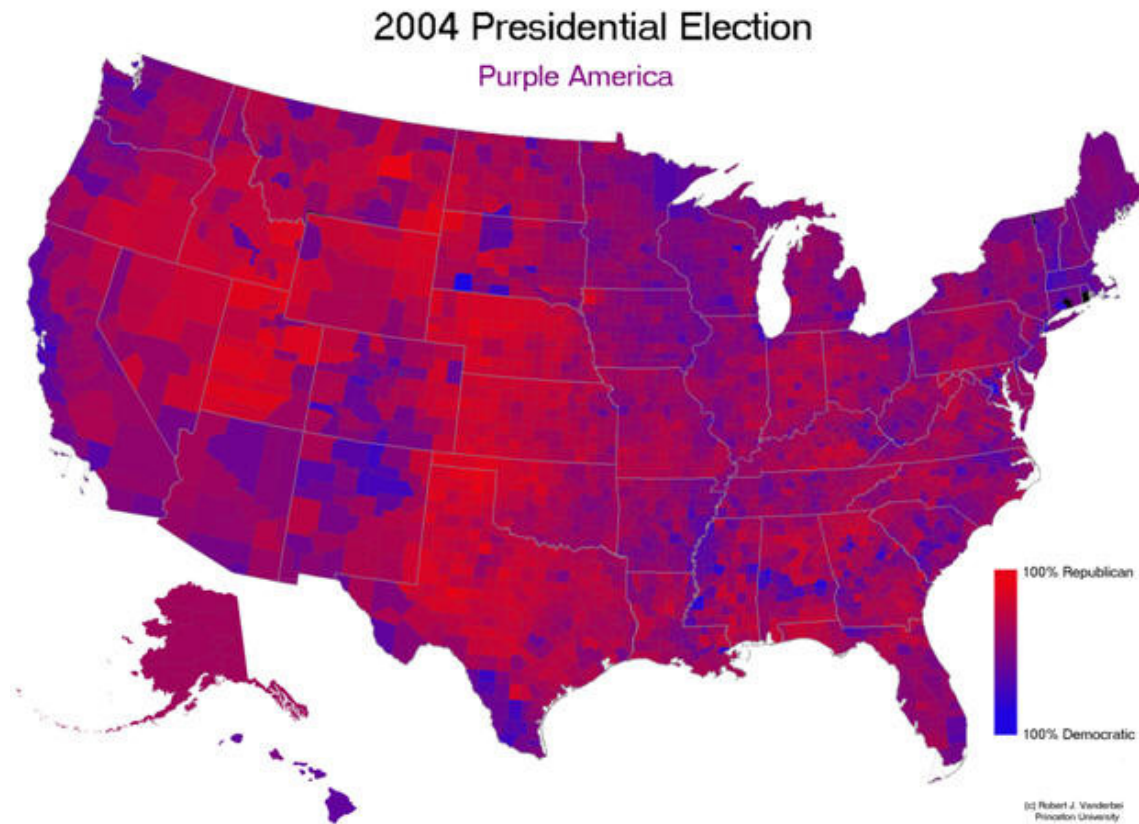 2004 Presidential Election
Purple America
100% Republican
100% Democratic
(c) Robert J. Vanderbei
Princeton University